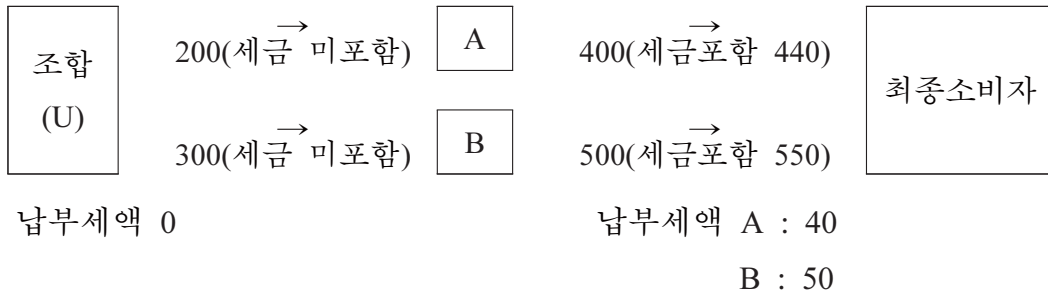 조합
(U)
→
200(세금 미포함)
A
→
400(세금포함 440)
최종소비자
→
300(세금 미포함)
B
→
500(세금포함 550)
납부세액 0
납부세액 A : 40
B : 50